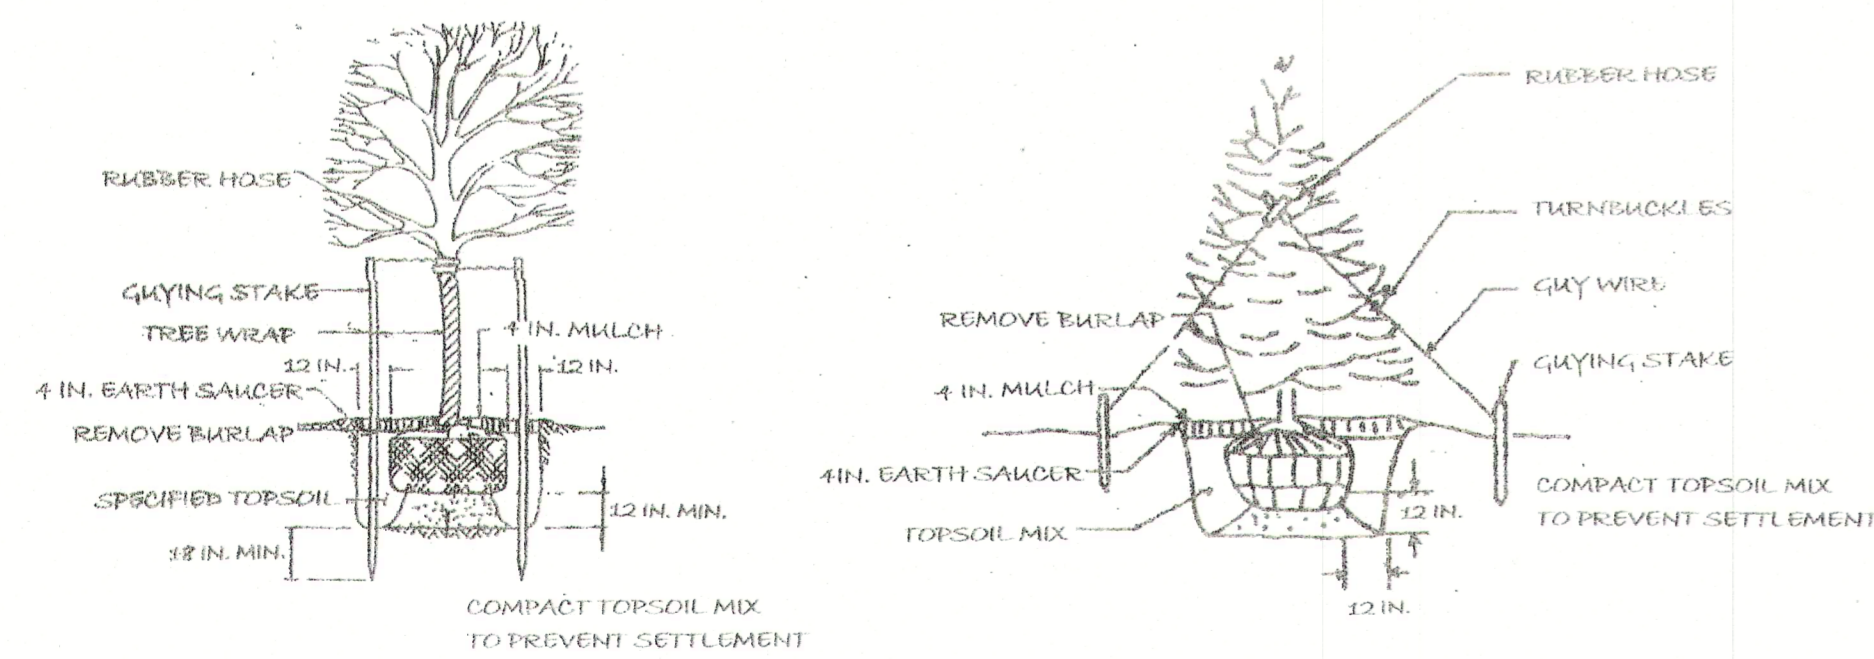 RUBBER HOSE
GUYING STAKE
TREE WRAP
4 IN. MULCH
12 IN.
12 IN.
4 IN. EARTH SAUCER
REMOVE BURLAP
SPECIFIED TOPSOIL
12 IN. MIN.
18 IN. MIN.
COMPACT TOPSOIL MIX
TO PREVENT SETTLEMENT
RUBBER HOSE
TURNBUCKLES
GUY WIRE
REMOVE BURLAP
GUYING STAKE
4 IN. MULCH
4 IN. EARTH SAUCER
TOPSOIL MIX
12 IN.
COMPACT TOPSOIL MIX
TO PREVENT SETTLEMENT
12 IN.